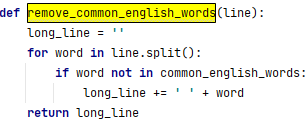 def remove_common_english_words(line):
    long_line = ''
    for word in line.split():
        if word not in common_english_words:
            long_line += ' ' + word
    return long_line